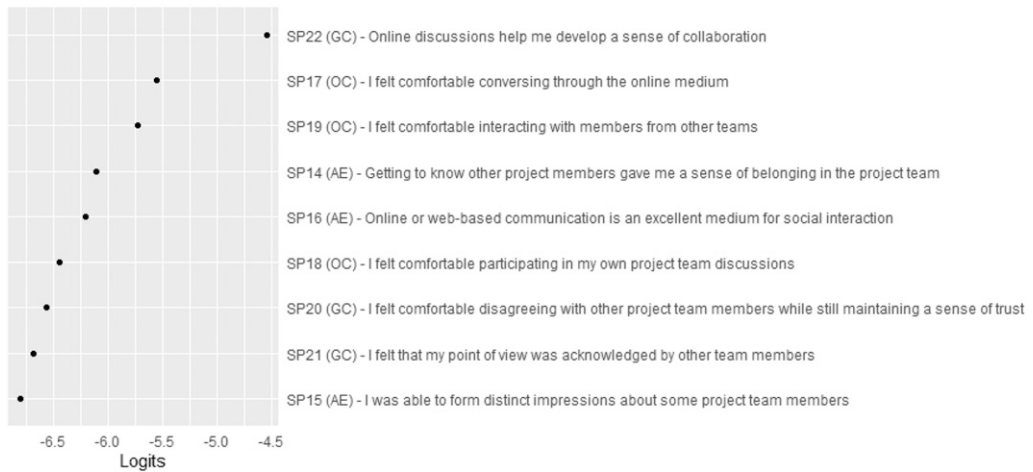 SP22 (GC) - Online discussions help me develop a sense of collaboration
SP17 (OC) - I felt comfortable conversing through the online medium
SP19 (OC) - I felt comfortable interacting with members from other teams
SP14 (AE) - Getting to know other project members gave me a sense of belonging in the project team
SP16 (AE) - Online or web-based communication is an excellent medium for social interaction
SP18 (OC) - I felt comfortable participating in my own project team discussions
SP20 (GC) - I felt comfortable disagreeing with other project team members while still maintaining a sense of trust
SP21 (GC) - I felt that my point of view was acknowledged by other team members
SP15 (AE) - I was able to form distinct impressions about some project team members
-6.5 -6.0 -5.5 -5.0 -4.5
Logits